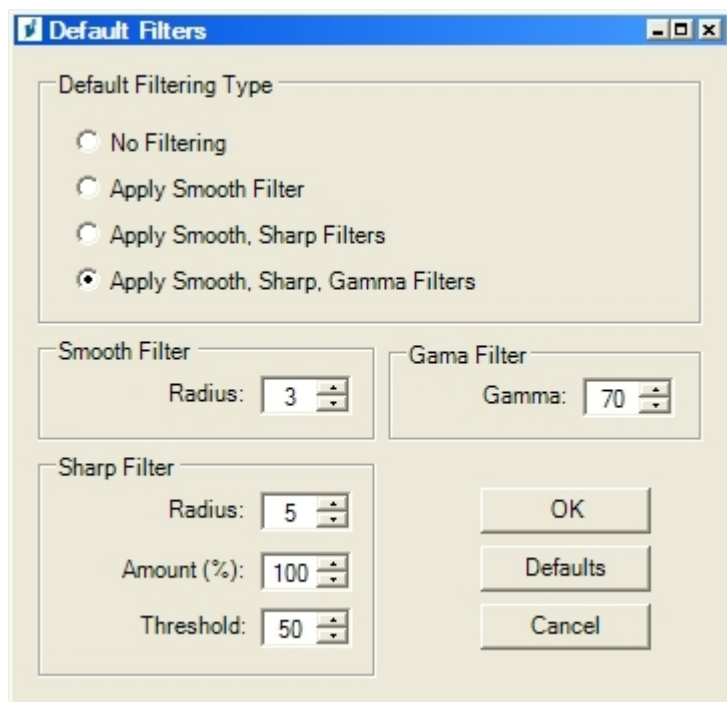 Default Filters
Default Filtering Type
No Filtering
Apply Smooth Filter
Apply Smooth, Sharp Filters
Apply Smooth, Sharp, Gamma Filters
Smooth Filter
Radius: 3
Gama Filter
Gamma: 70
Sharp Filter
Radius: 5
Amount (%): 100
Threshold: 50
OK
Defaults
Cancel